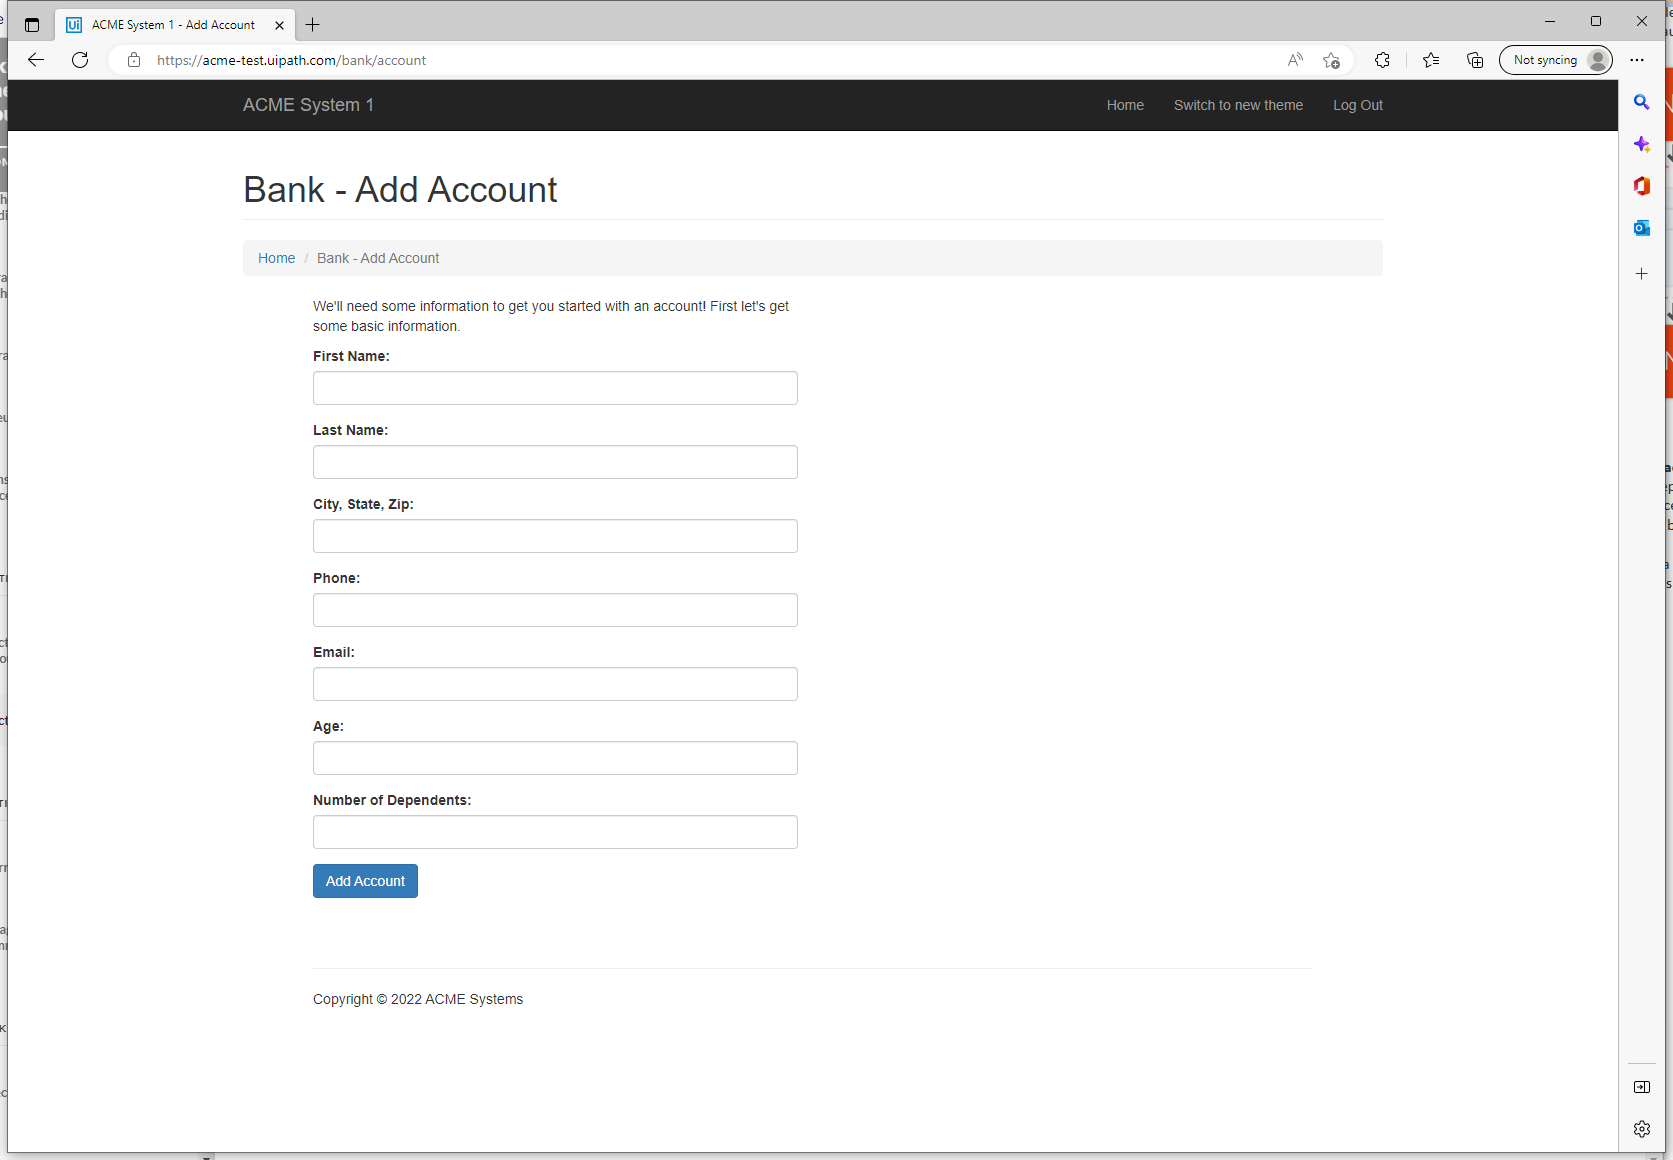 ACME System 1 - Add Account
https://acme-test.uipath.com/bank/account
Not syncing
ACME System 1
Home
Switch to new theme
Log Out
Bank - Add Account
Home / Bank - Add Account
We'll need some information to get you started with an account! First let's get
some basic information.
First Name:
Last Name:
City, State, Zip:
Phone:
Email:
Age:
Number of Dependents:
Add Account
Copyright © 2022 ACME Systems